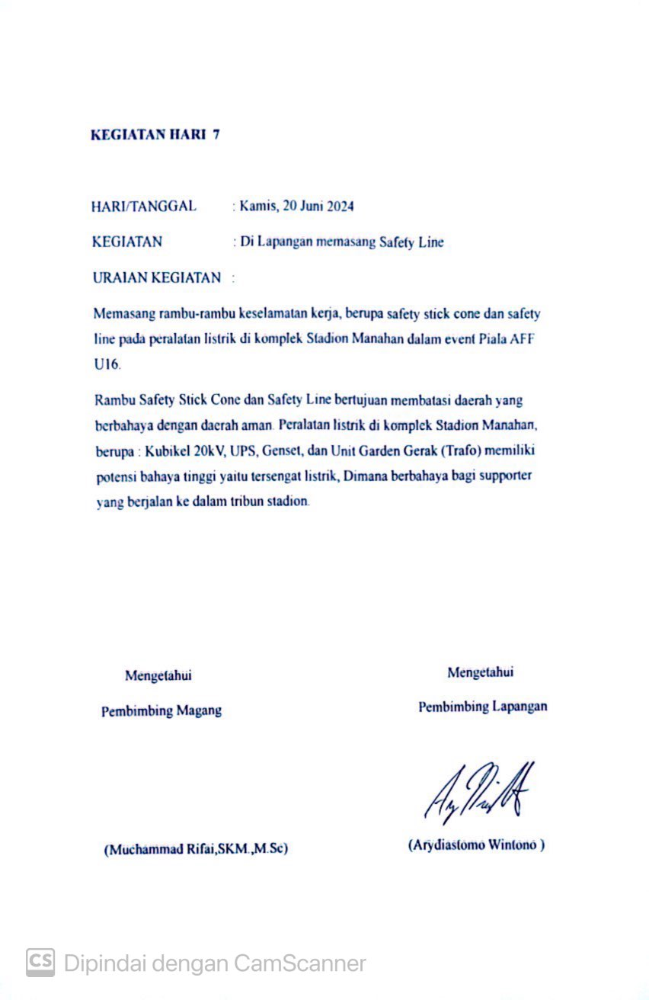 KEGIATAN HARI 7
HARI/TANGGAL : Kamis, 20 Juni 2024
KEGIATAN : Di Lapangan memasang Safety Line
URAIAN KEGIATAN :
Memasang rambu-rambu keselamatan kerja, berupa safety stick cone dan safety
line pada peralatan listrik di komplek Stadion Manahan dalam event Piala AFF
U16.
Rambu Safety Stick Cone dan Safety Line bertujuan membatasi daerah yang
berbahaya dengan daerah aman. Peralatan listrik di komplek Stadion Manahan,
berupa : Kubikel 20kV, UPS, Genset, dan Unit Garden Gerak (Trafo) memiliki
potensi bahaya tinggi yaitu tersengat listrik, Dimana berbahaya bagi supporter
yang berjalan ke dalam tribun stadion.
Mengetahui
Pembimbing Magang
(Muchammad Rifai,SKM.,M.Sc)
Mengetahui
Pembimbing Lapangan
(Arydiastomo Wintono )
CS Dipindai dengan CamScanner